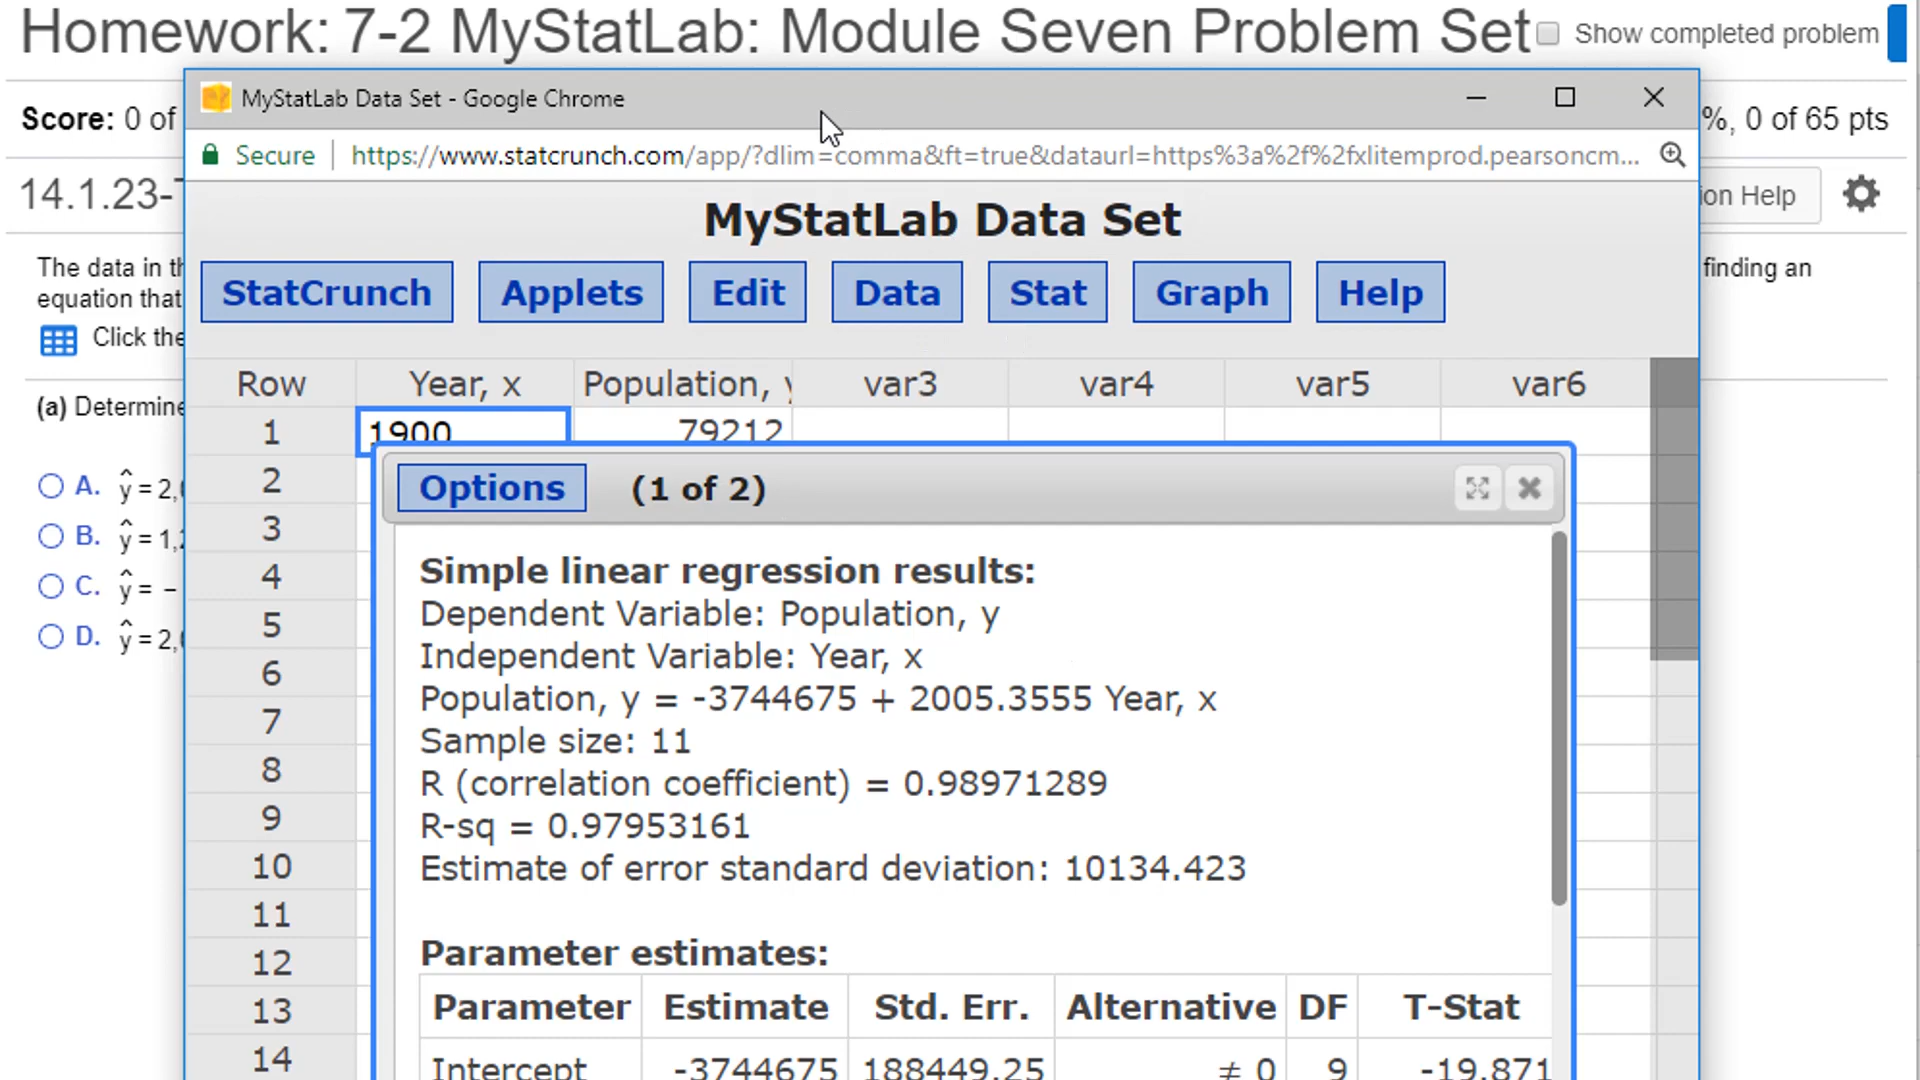 Homework: 7-2 MyStatLab: Module Seven Problem Set
Show completed problem
MyStatLab Data Set - Google Chrome
Score: 0 of
%, 0 of 65 pts
Secure https://www.statcrunch.com/app/?dlim=comma&ft=true&dataurl=https%3a%2f%2fxlitemprod.pearsoncm...
14.1.23-
Help
MyStatLab Data Set
The data in
finding an
equation that
StatCrunch Applets Edit Data Stat Graph Help
Click the
Row Year, x Population, y var3 var4 var5 var6
(a) Determine
1 1900 79212
2
3
4
5
6
7
8
9
10
11
12
13
14
A. ŷ = 2,
B. ŷ = 1,
C. ŷ = −
D. ŷ = 2,
Options (1 of 2)
Simple linear regression results:
Dependent Variable: Population, y
Independent Variable: Year, x
Population, y = -3744675 + 2005.3555 Year, x
Sample size: 11
R (correlation coefficient) = 0.98971289
R-sq = 0.97953161
Estimate of error standard deviation: 10134.423
Parameter estimates:
Parameter Estimate Std. Err. Alternative DF T-Stat
Intercept -3744675 188449.25 ≠ 0 9 -19.871